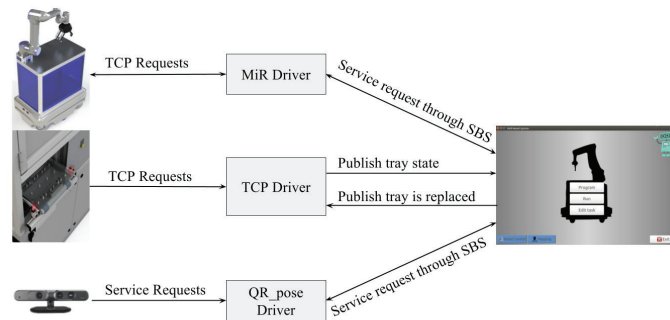 TCP Requests
MiR Driver
Service request through SBS
TCP Requests
TCP Driver
Publish tray state
Publish tray is replaced
Program
Run
Edit task
Exit
Service Requests
QR_pose
Driver
Service request through SBS